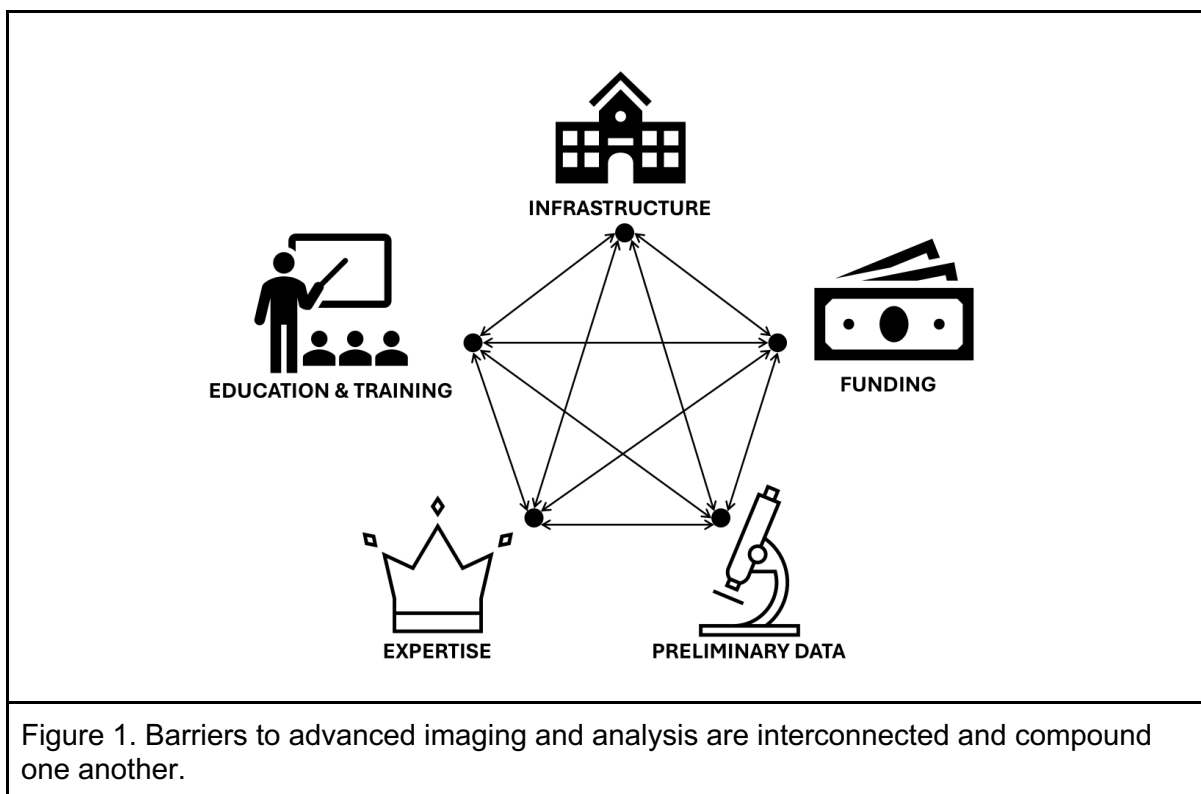 INFRASTRUCTURE
EDUCATION & TRAINING
FUNDING
EXPERTISE
PRELIMINARY DATA
Figure 1. Barriers to advanced imaging and analysis are interconnected and compound
one another.